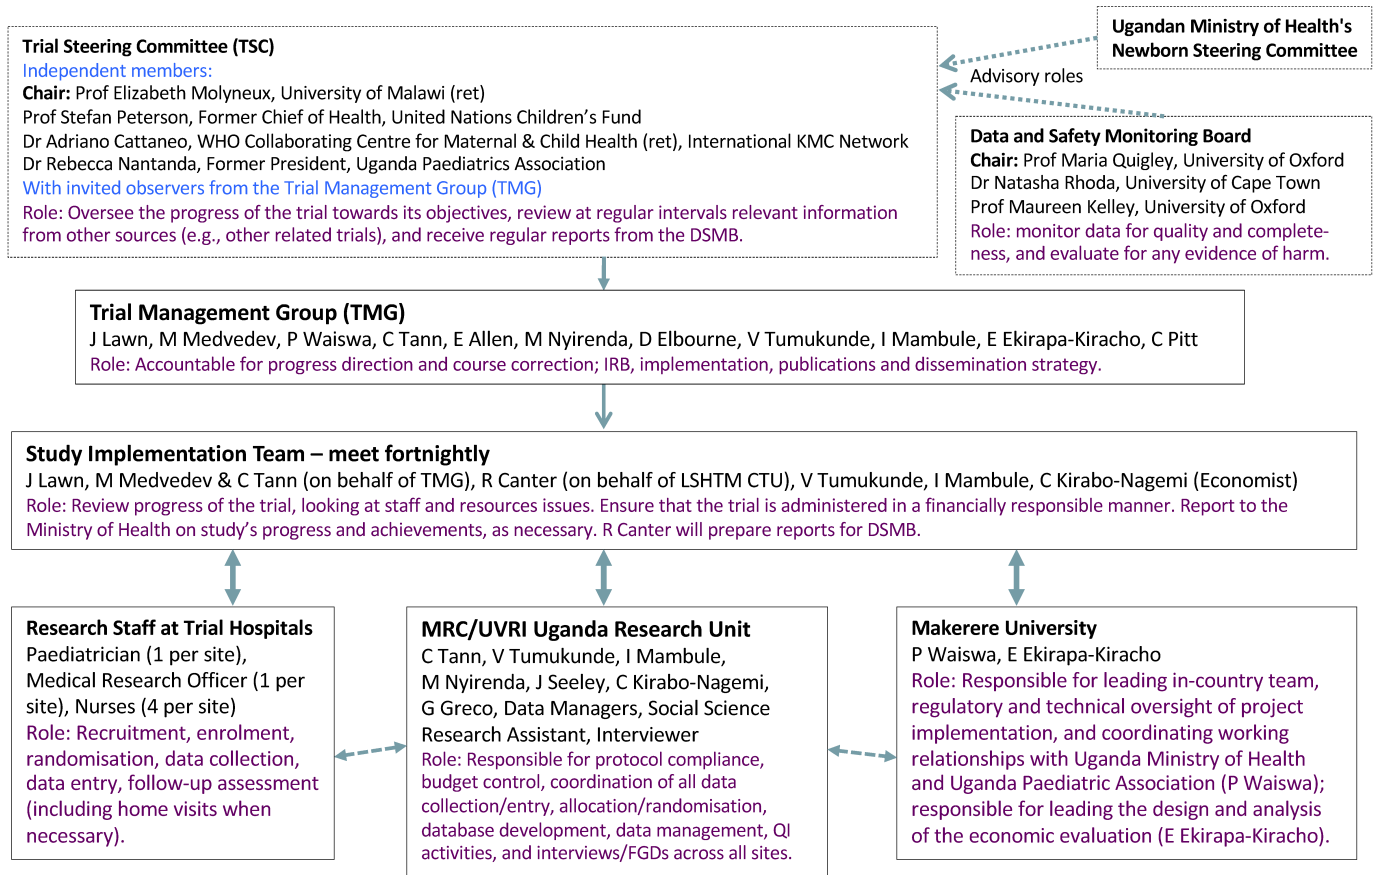 Trial Steering Committee (TSC)
Independent members:
Chair: Prof Elizabeth Molyneux, University of Malawi (ret)
Prof Stefan Peterson, Former Chief of Health, United Nations Children’s Fund
Dr Adriano Cattaneo, WHO Collaborating Centre for Maternal & Child Health (ret), International KMC Network
Dr Rebecca Nantanda, Former President, Uganda Paediatrics Association
With invited observers from the Trial Management Group (TMG)
Role: Oversee the progress of the trial towards its objectives, review at regular intervals relevant information
from other sources (e.g., other related trials), and receive regular reports from the DSMB.
Ugandan Ministry of Health's
Newborn Steering Committee
Advisory roles
Data and Safety Monitoring Board
Chair: Prof Maria Quigley, University of Oxford
Dr Natasha Rhoda, University of Cape Town
Prof Maureen Kelley, University of Oxford
Role: monitor data for quality and complete-
ness, and evaluate for any evidence of harm.
Trial Management Group (TMG)
J Lawn, M Medvedev, P Waiswa, C Tann, E Allen, M Nyirenda, D Elbourne, V Tumukunde, I Mambule, E Ekirapa-Kiracho, C Pitt
Role: Accountable for progress direction and course correction; IRB, implementation, publications and dissemination strategy.
Study Implementation Team – meet fortnightly
J Lawn, M Medvedev & C Tann (on behalf of TMG), R Canter (on behalf of LSHTM CTU), V Tumukunde, I Mambule, C Kirabo-Nagemi (Economist)
Role: Review progress of the trial, looking at staff and resources issues. Ensure that the trial is administered in a financially responsible manner. Report to the
Ministry of Health on study’s progress and achievements, as necessary. R Canter will prepare reports for DSMB.
Research Staff at Trial Hospitals
Paediatrician (1 per site),
Medical Research Officer (1 per
site), Nurses (4 per site)
Role: Recruitment, enrolment,
randomisation, data collection,
data entry, follow-up assessment
(including home visits when
necessary).
MRC/UVRI Uganda Research Unit
C Tann, V Tumukunde, I Mambule,
M Nyirenda, J Seeley, C Kirabo-Nagemi,
G Greco, Data Managers, Social Science
Research Assistant, Interviewer
Role: Responsible for protocol compliance,
budget control, coordination of all data
collection/entry, allocation/randomisation,
database development, data management, QI
activities, and interviews/FGDs across all sites.
Makerere University
P Waiswa, E Ekirapa-Kiracho
Role: Responsible for leading in-country team,
regulatory and technical oversight of project
implementation, and coordinating working
relationships with Uganda Ministry of Health
and Uganda Paediatric Association (P Waiswa);
responsible for leading the design and analysis
of the economic evaluation (E Ekirapa-Kiracho).